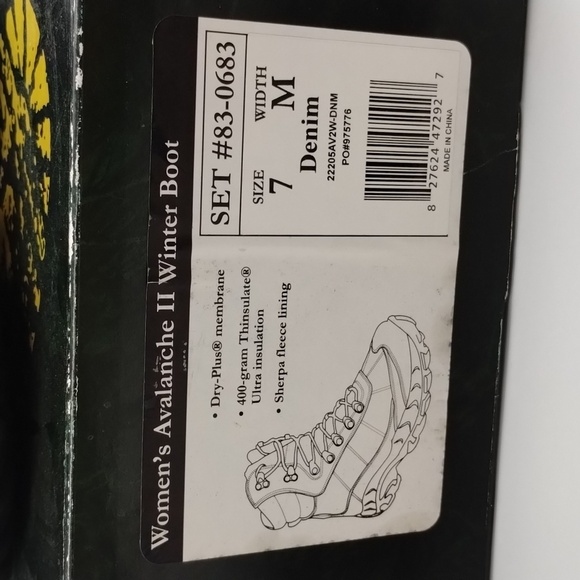 Women's Avalanche II Winter Boot
• Dry-Plus® membrane
• 400-gram Thinsulate®
Ultra insulation
• Sherpa fleece lining
SET #83-0683
SIZE WIDTH
7 M
Denim
22205AV2W-DNM
PO#975776
8 27624 47292 7
MADE IN CHINA